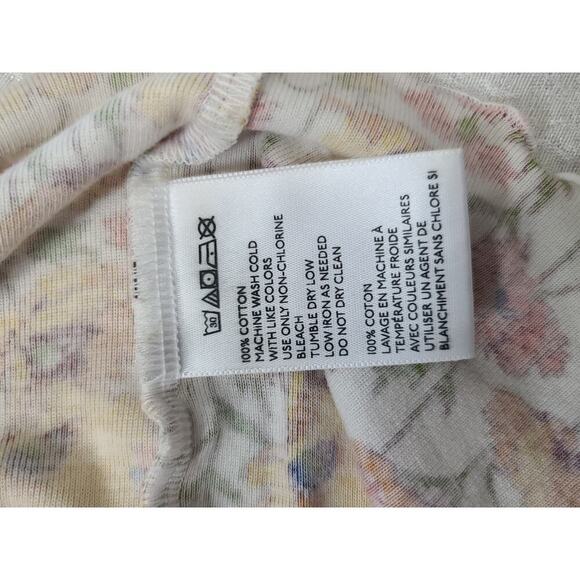 30
100% COTTON
MACHINE WASH COLD
WITH LIKE COLORS
USE ONLY NON-CHLORINE
BLEACH
TUMBLE DRY LOW
LOW IRON AS NEEDED
DO NOT DRY CLEAN
100% COTON
LAVAGE EN MACHINE À
TEMPÉRATURE FROIDE
AVEC COULEURS SIMILAIRES
UTILISER UN AGENT DE
BLANCHIMENT SANS CHLORE SI